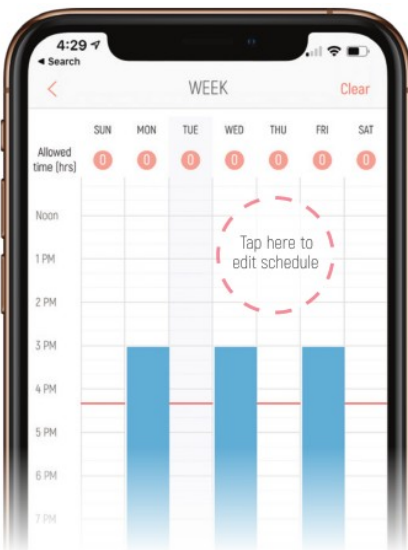 4:29
◀ Search
WEEK
Clear
SUN MON TUE WED THU FRI SAT
Allowed
time (hrs)
0 0 0 0 0 0 0
Noon
Tap here to
edit schedule
1 PM
2 PM
3 PM
4 PM
5 PM
6 PM
7 PM